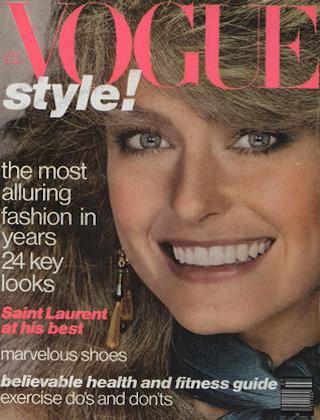 VOGUE
style!
the most
alluring
fashion in
years
24 key
looks
Saint Laurent
at his best
marvelous shoes
believable health and fitness guide
exercise do's and don'ts